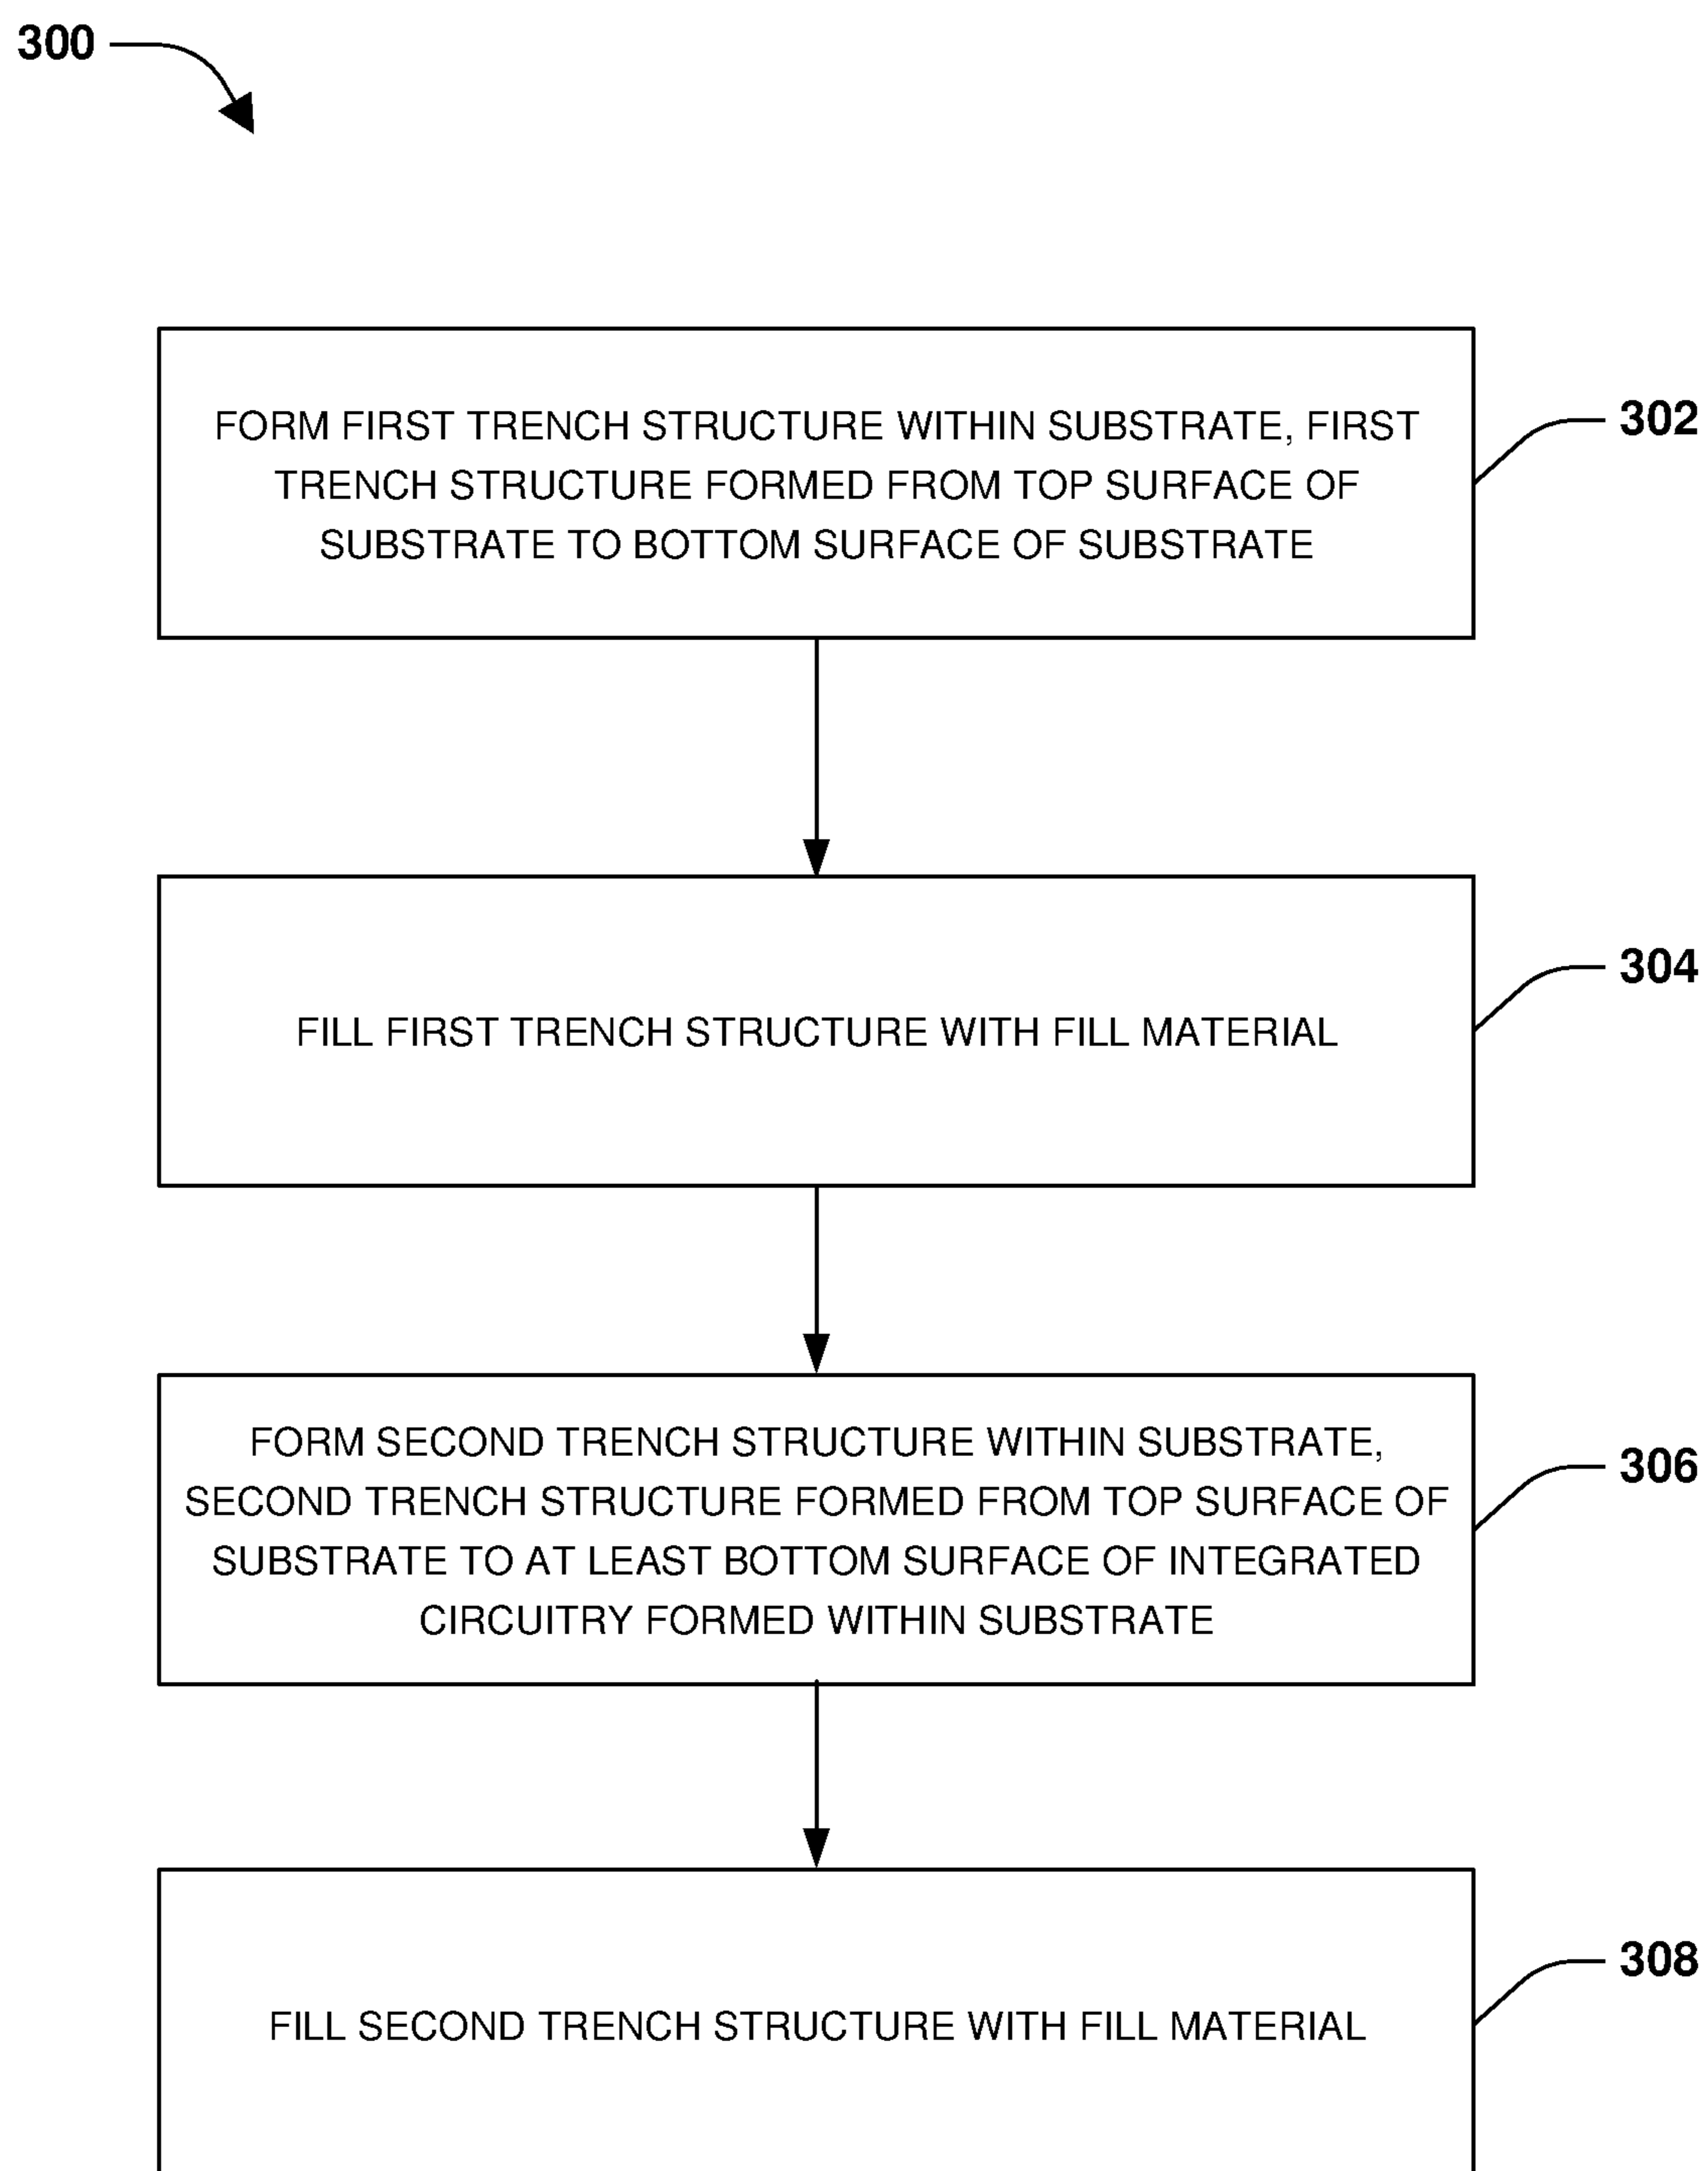 300
FORM FIRST TRENCH STRUCTURE WITHIN SUBSTRATE, FIRST
TRENCH STRUCTURE FORMED FROM TOP SURFACE OF
SUBSTRATE TO BOTTOM SURFACE OF SUBSTRATE
302
FILL FIRST TRENCH STRUCTURE WITH FILL MATERIAL
304
FORM SECOND TRENCH STRUCTURE WITHIN SUBSTRATE,
SECOND TRENCH STRUCTURE FORMED FROM TOP SURFACE OF
SUBSTRATE TO AT LEAST BOTTOM SURFACE OF INTEGRATED
CIRCUITRY FORMED WITHIN SUBSTRATE
306
FILL SECOND TRENCH STRUCTURE WITH FILL MATERIAL
308